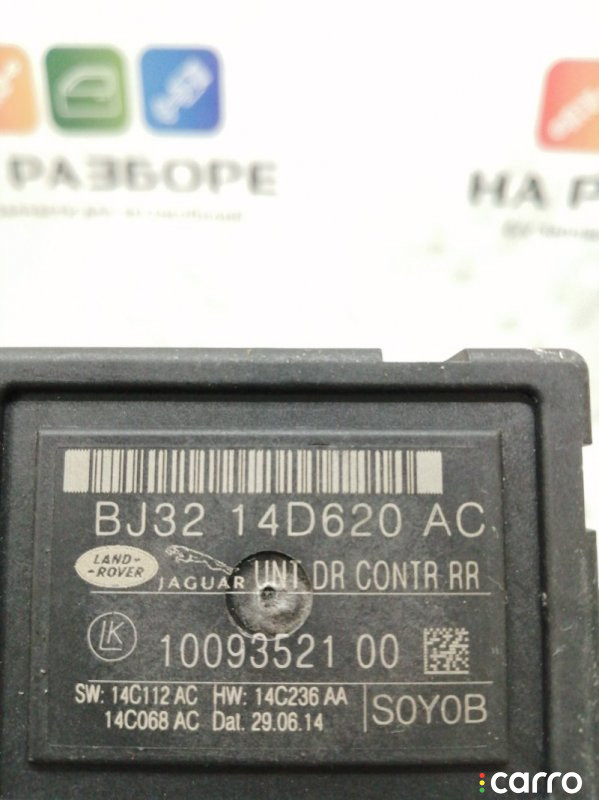 РАЗБОРЕ
НА Р
BJ32 14D620 AC
LAND-
-ROVER
JAGUAR
UNT DR CONTR RR
LK
10093521 00
SW: 14C112 AC HW: 14C236 AA
14C068 AC Dat. 29.06.14
S0Y0B
carro